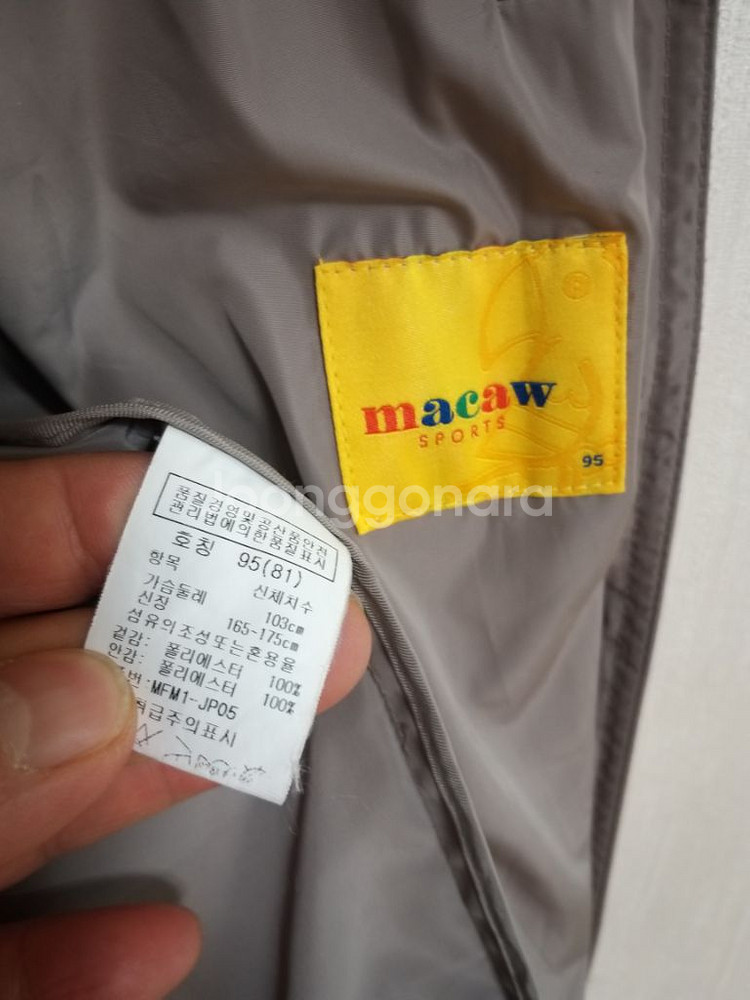 macaw
SPORTS
95
joonggonara
품질경영및공산품안전
관리법에의한품질표시
호칭 95(81)
항목 신체치수
가슴둘레 103cm
신장 165-175cm
섬유의조성또는혼용율
겉감: 폴리에스터 100%
안감: 폴리에스터 100%
번:MFM1-JP05
취급주의표시